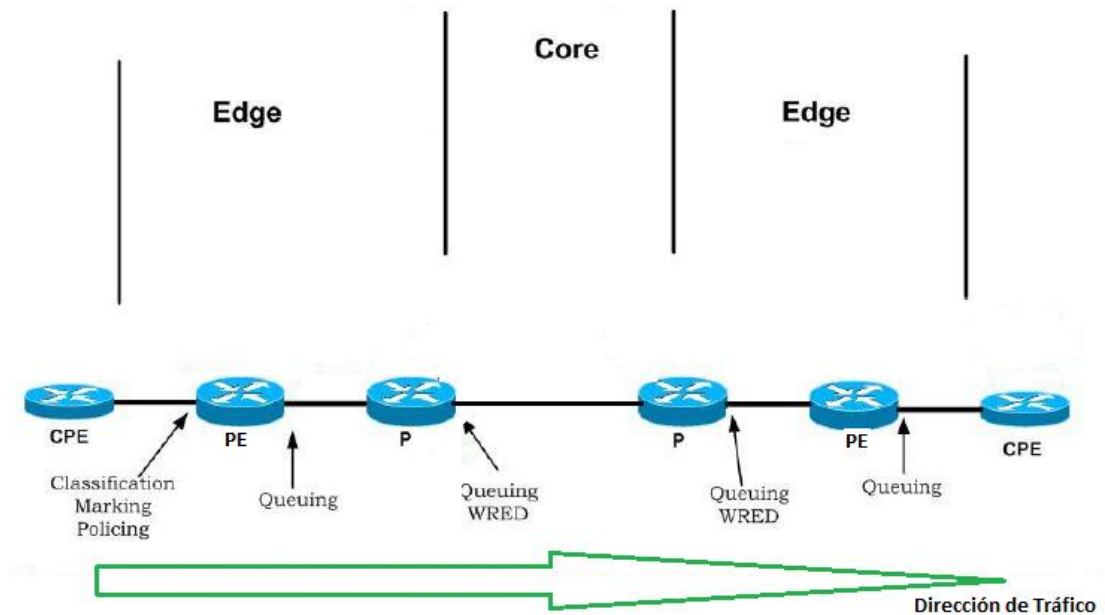 Core
Edge
Edge
CPE
PE
P
P
PE
CPE
Classification
Marking
Policing
Queuing
Queuing
WRED
Queuing
WRED
Queuing
Dirección de Tráfico